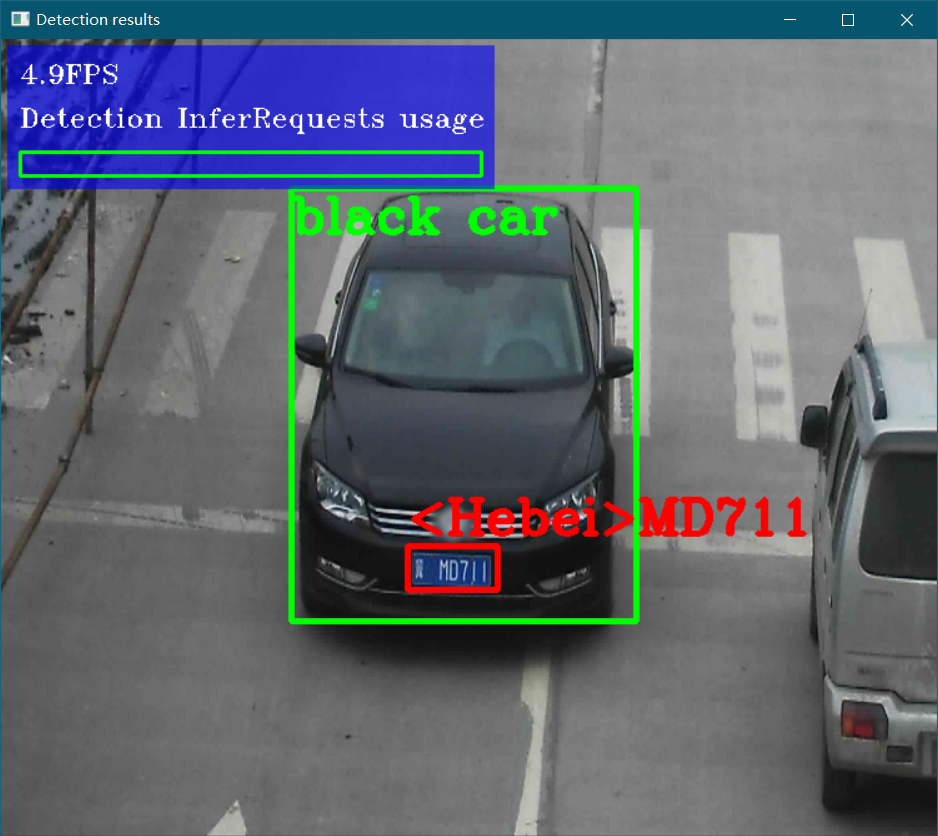 Detection results
4.9FPS
Detection InferRequests usage
black car
<Hebei>MD711
冀 MD711